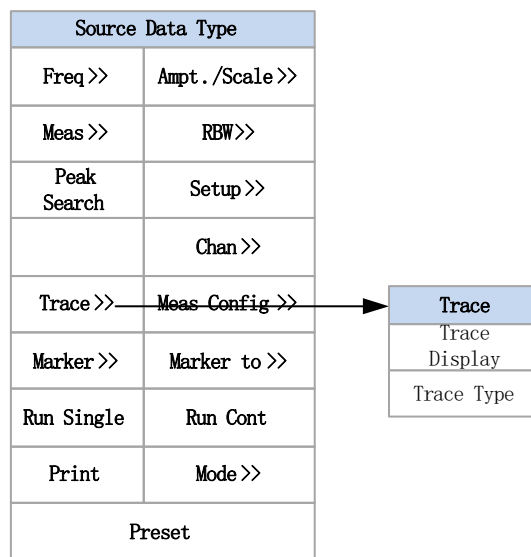 Source Data Type
Freq>> Ampt./Scale>>
Meas>> RBW>>
Peak
Search
Setup>>
Chan>>
Trace>> Meas Config >>
Marker>> Marker to >>
Run Single Run Cont
Print Mode>>
Preset
Trace
Trace
Display
Trace Type